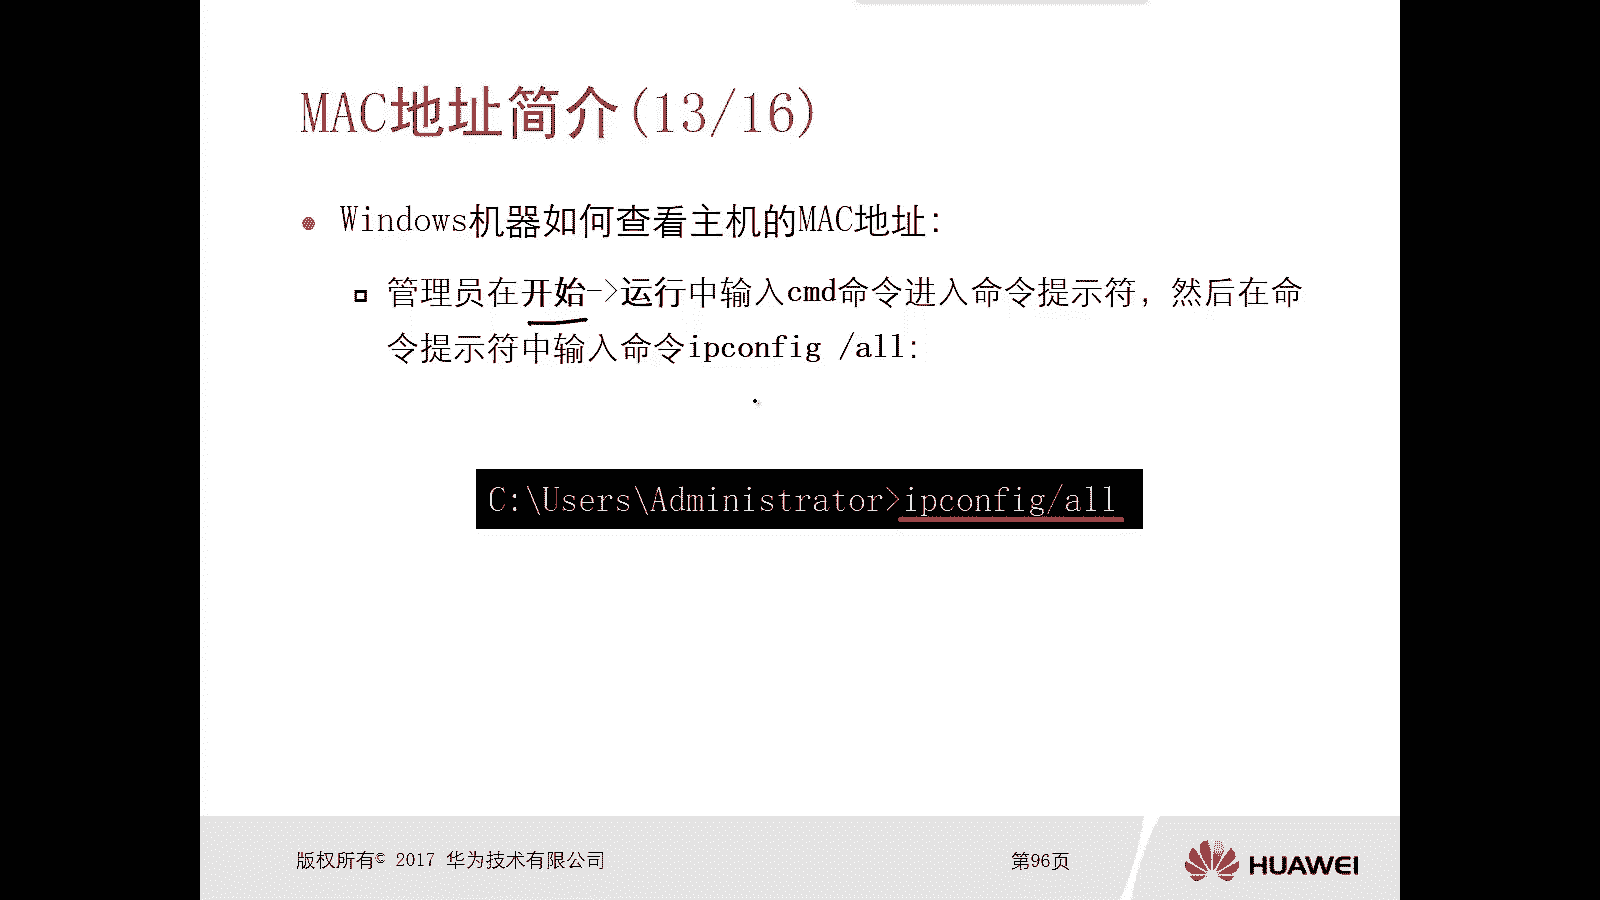 MAC地址简介(13/16)
Windows机器如何查看主机的MAC地址：
管理员在开始->运行中输入cmd命令进入命令提示符，然后在命
令提示符中输入命令ipconfig /all：
C:\Users\Administrator>ipconfig/all
版权所有© 2017 华为技术有限公司
第96页
HUAWEI